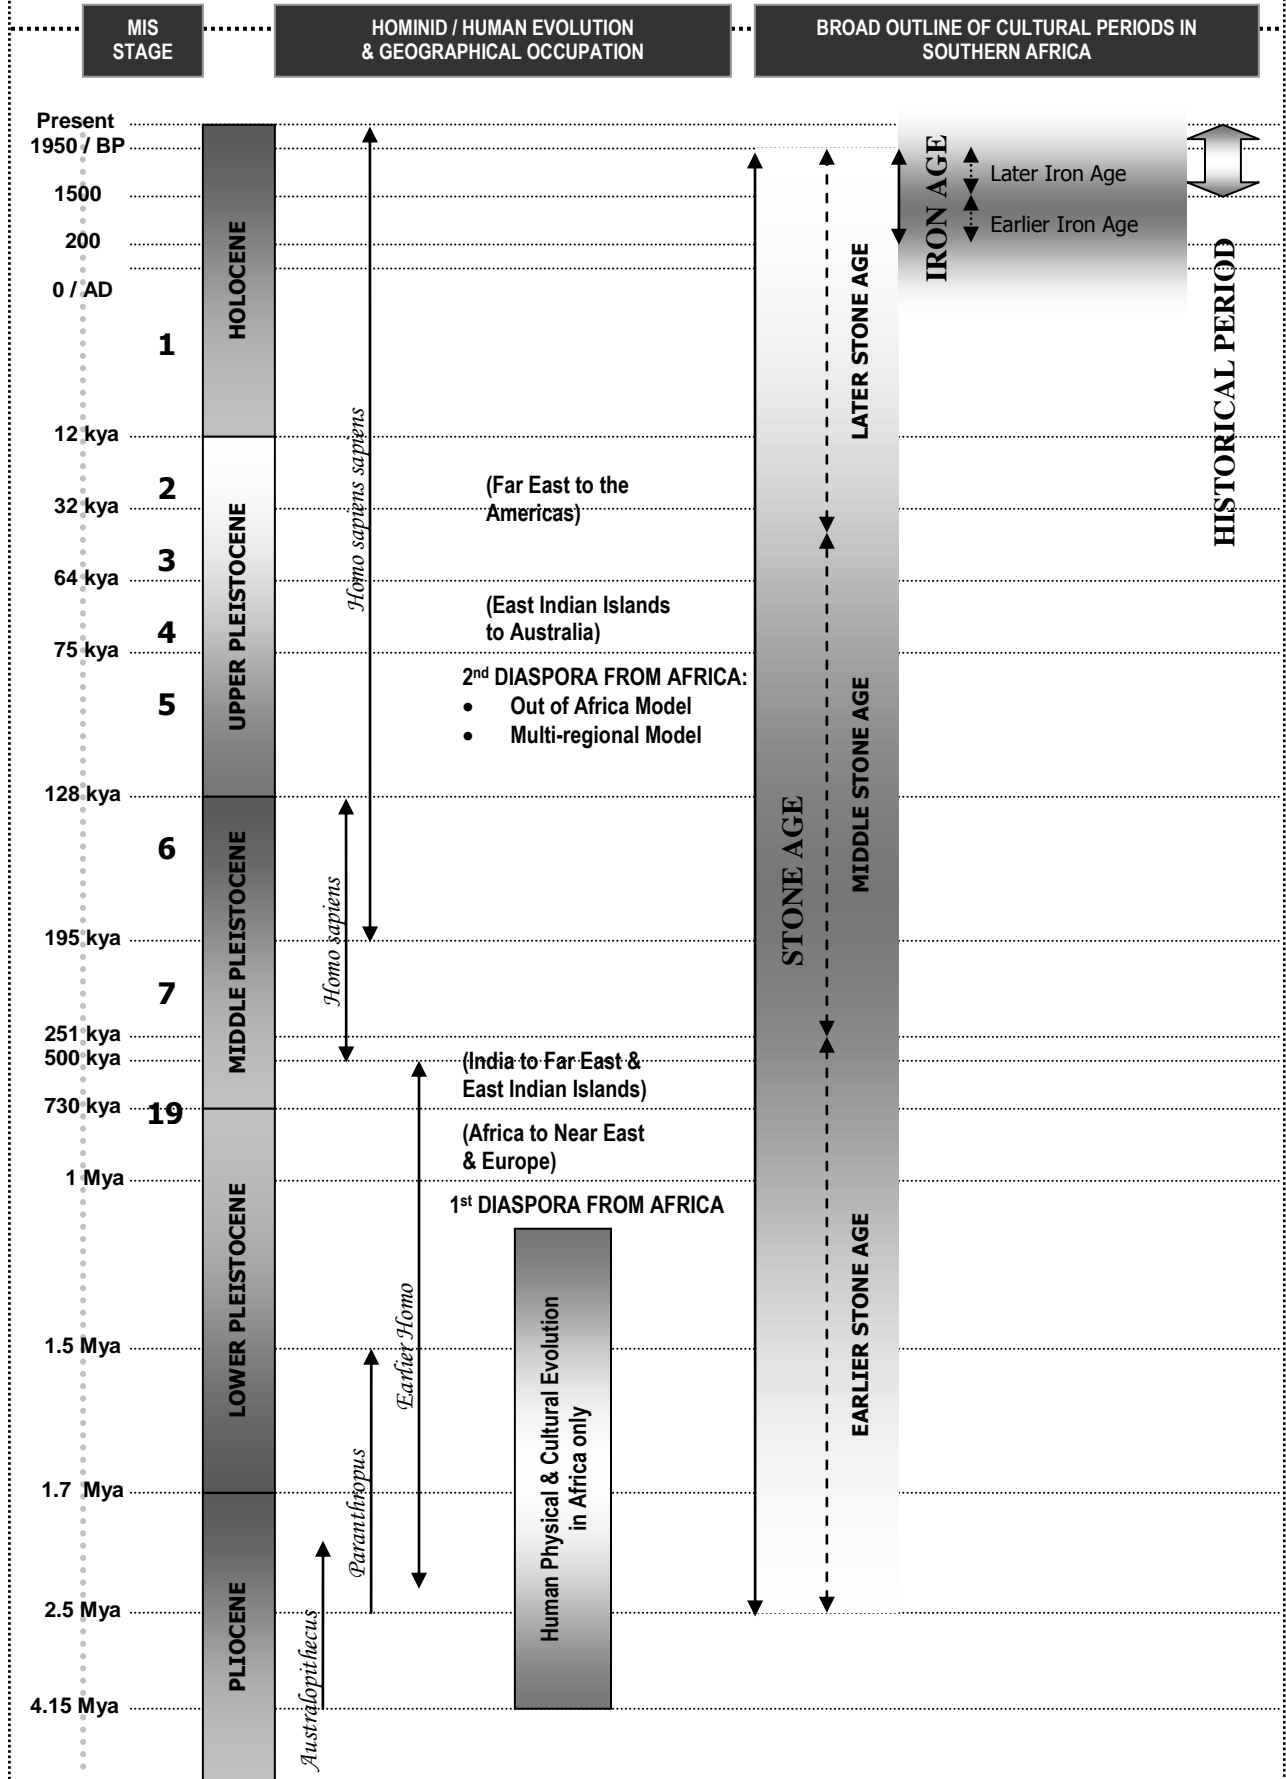 MIS
STAGE
HOMINID / HUMAN EVOLUTION
& GEOGRAPHICAL OCCUPATION
BROAD OUTLINE OF CULTURAL PERIODS IN
SOUTHERN AFRICA
Present
1950 / BP
1500
200
0 / AD
12 kya
32 kya
64 kya
75 kya
128 kya
195 kya
251 kya
500 kya
730 kya
1 Mya
1.5 Mya
1.7 Mya
2.5 Mya
4.15 Mya
1
2
3
4
5
6
7
19
HOLOCENE
UPPER PLEISTOCENE
MIDDLE PLEISTOCENE
LOWER PLEISTOCENE
PLIOCENE
Homo sapiens sapiens
Homo sapiens
Earlier Homo
Paranthropus
Australopithecus
(Far East to the
Americas)
(East Indian Islands
to Australia)
2nd DIASPORA FROM AFRICA:
• Out of Africa Model
• Multi-regional Model
(India to Far East &
East Indian Islands)
(Africa to Near East
& Europe)
1st DIASPORA FROM AFRICA
Human Physical & Cultural Evolution
in Africa only
STONE AGE
LATER STONE AGE
MIDDLE STONE AGE
EARLIER STONE AGE
IRON AGE
Later Iron Age
Earlier Iron Age
HISTORICAL PERIOD